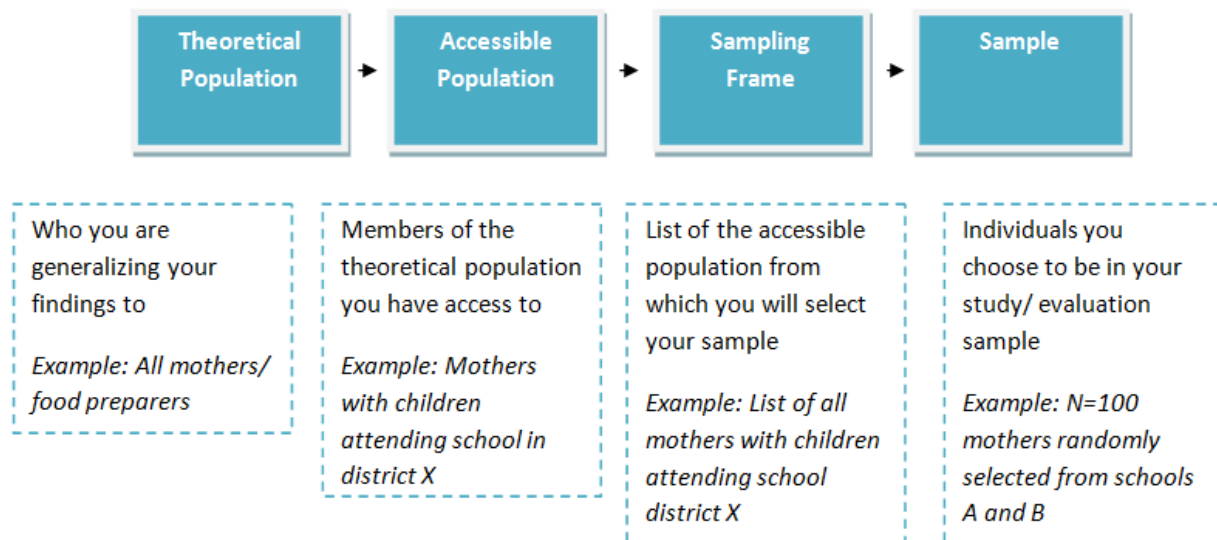 Theoretical
Population
Accessible
Population
Sampling
Frame
Sample
Who you are
generalizing your
findings to
Example: All mothers/
food preparers
Members of the
theoretical population
you have access to
Example: Mothers
with children
attending school in
district X
List of the accessible
population from
which you will select
your sample
Example: List of all
mothers with children
attending school
district X
Individuals you
choose to be in your
study/ evaluation
sample
Example: N=100
mothers randomly
selected from schools
A and B